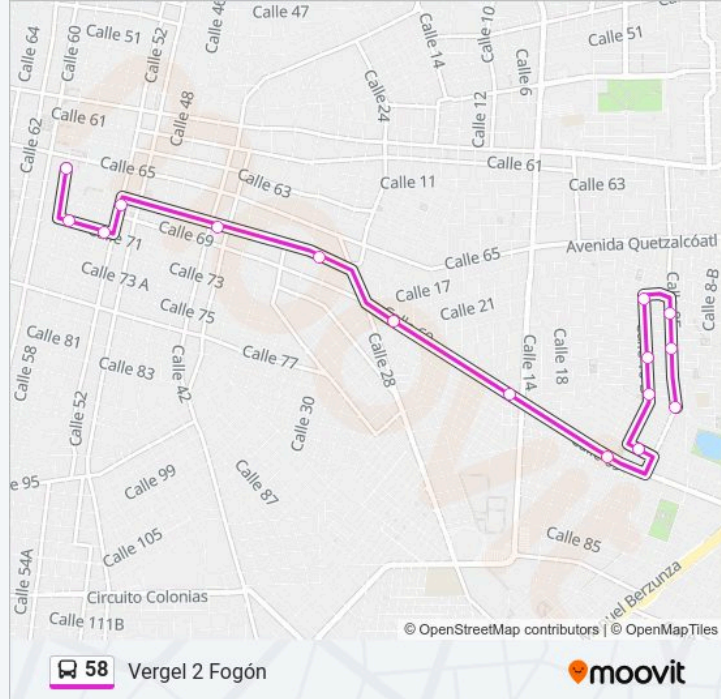 Calle 47
Calle 46
Calle 10
Calle 64
Calle 60
Calle 51
Calle 52
Calle 14
Calle 51
Calle 6
Calle 24
Calle 48
Calle 12
Calle 61
Calle 62
Calle 61
Calle 65
Calle 63
Calle 11
Calle 63
Calle 69
Calle 71
Avenida Quetzalcóatl
Calle 65
Calle 73 A
Calle 73
Calle 17
Calle 8-B
Calle 21
Calle 75
Calle 81
Calle 77
Calle 28
Calle 14
Calle 18
Calle 58
Calle 83
Calle 42
Calle 52
Calle 30
e 95
Calle 99
Calle 87
Calle 105
Calle 85
Calle 54A
Circuito Colonias
Calle 111B
uel Berzunza
moovit
© OpenStreetMap contributors | © OpenMapTiles
58 Vergel 2 Fogón
moovit